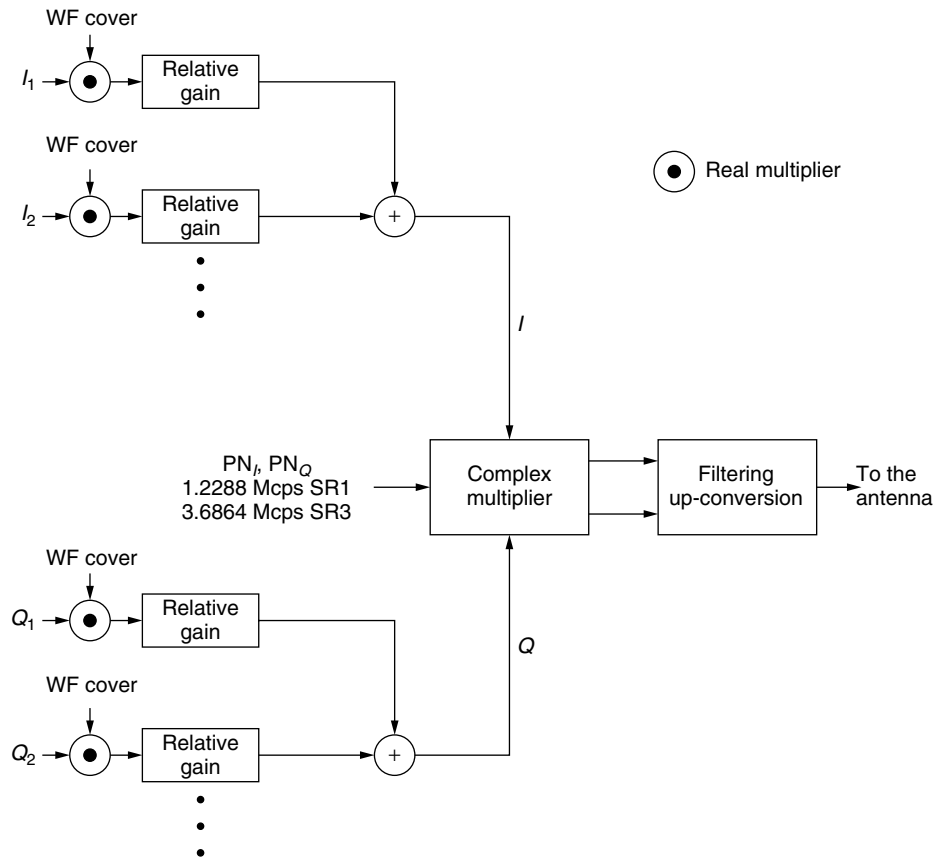 WF cover
I1
Relative
gain
WF cover
I2
Relative
gain
+
Real multiplier
I
PNI, PNQ
1.2288 Mcps SR1
3.6864 Mcps SR3
Complex
multiplier
Filtering
up-conversion
To the
antenna
WF cover
Q1
Relative
gain
Q
WF cover
Q2
Relative
gain
+